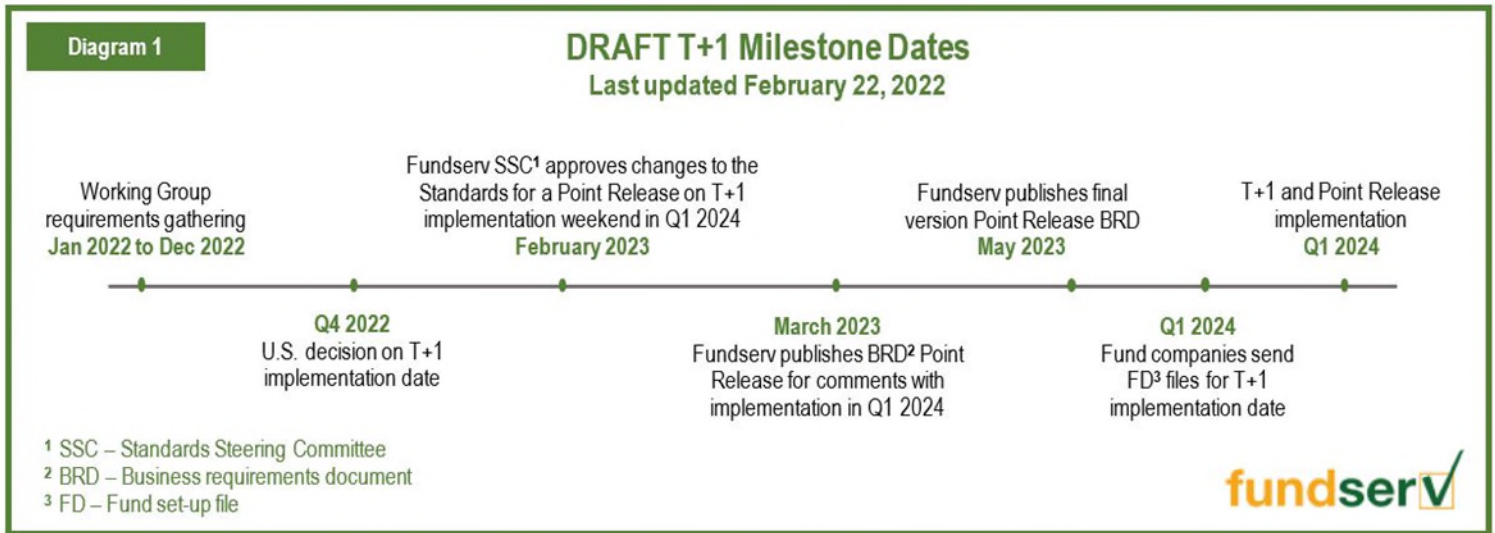 Diagram 1
DRAFT T+1 Milestone Dates
Last updated February 22, 2022
Working Group
requirements gathering
Jan 2022 to Dec 2022
Fundserv SSC¹ approves changes to the
Standards for a Point Release on T+1
implementation weekend in Q1 2024
February 2023
Fundserv publishes final
version Point Release BRD
May 2023
T+1 and Point Release
implementation
Q1 2024
Q4 2022
U.S. decision on T+1
implementation date
March 2023
Fundserv publishes BRD² Point
Release for comments with
implementation in Q1 2024
Q1 2024
Fund companies send
FD³ files for T+1
implementation date
¹ SSC – Standards Steering Committee
² BRD – Business requirements document
³ FD – Fund set-up file
fundserv